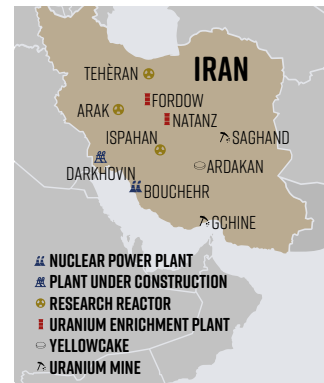 IRAN
TEHÈRAN
FORDOW
ARAK
NATANZ
ISPAHAN
SAGHAND
ARDAKAN
DARKHOVIN
BOUCHEHR
GCHINE
NUCLEAR POWER PLANT
PLANT UNDER CONSTRUCTION
RESEARCH REACTOR
URANIUM ENRICHMENT PLANT
YELLOWCAKE
URANIUM MINE